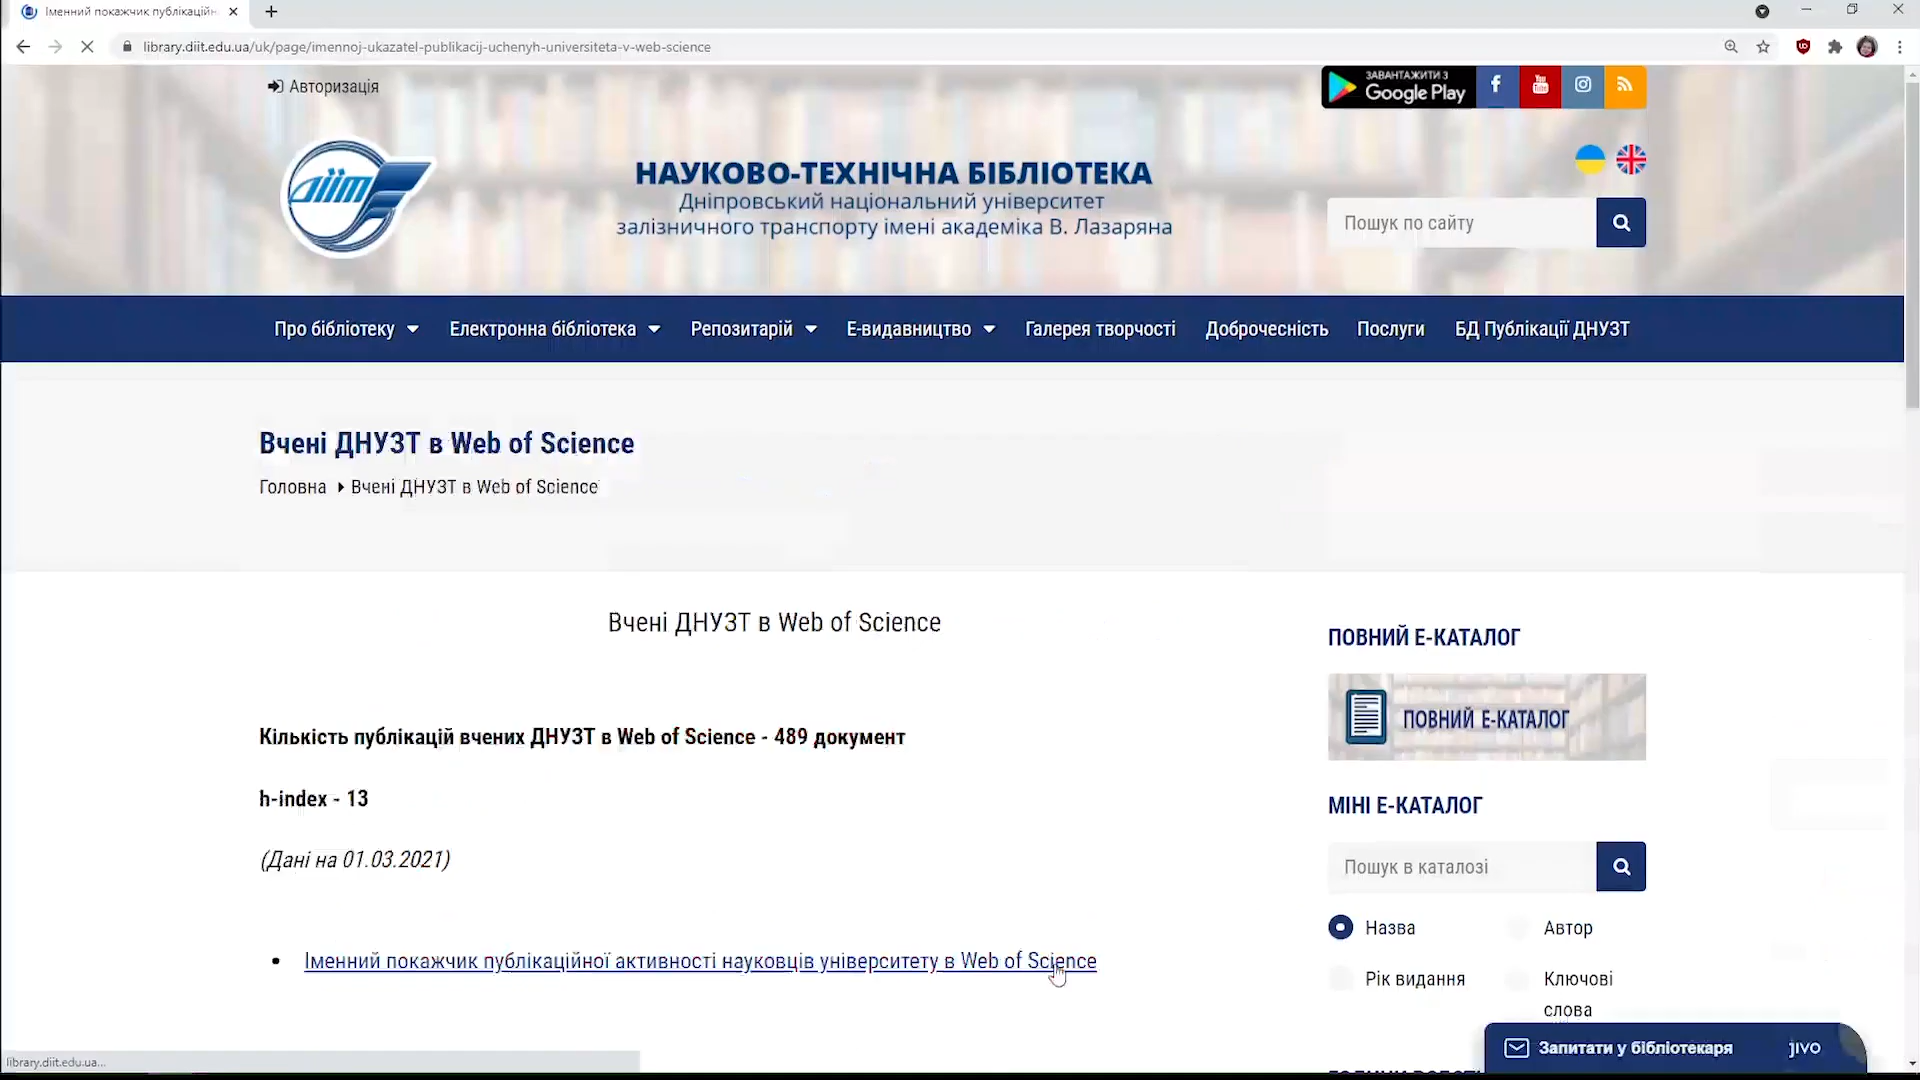 Іменний покажчик публікаційн
library.diit.edu.ua/uk/page/imennoj-ukazatel-publikacij-uchenyh-universiteta-v-web-science
Авторизація
ЗАВАНТАЖИТИ З
Google Play
You
Tube
діїт
НАУКОВО-ТЕХНІЧНА БІБЛІОТЕКА
Дніпровський національний університет
залізничного транспорту імені академіка В. Лазаряна
Пошук по сайту
Про бібліотеку
Електронна бібліотека
Репозитарій
Е-видавництво
Галерея творчості
Доброчесність
Послуги
БД Публікації ДНУЗТ
Вчені ДНУЗТ в Web of Science
Головна Вчені ДНУЗТ в Web of Science
Вчені ДНУЗТ в Web of Science
Кількість публікацій вчених ДНУЗТ в Web of Science - 489 документ
h-index - 13
(Дані на 01.03.2021)
Іменний покажчик публікаційної активності науковців університету в Web of Science
ПОВНИЙ Е-КАТАЛОГ
ПОВНИЙ Е-КАТАЛОГ
МІНІ Е-КАТАЛОГ
Пошук в каталозі
Назва
Автор
Рік видання
Ключові
слова
Запитати у бібліотекаря
jivo
library.diit.edu.ua...